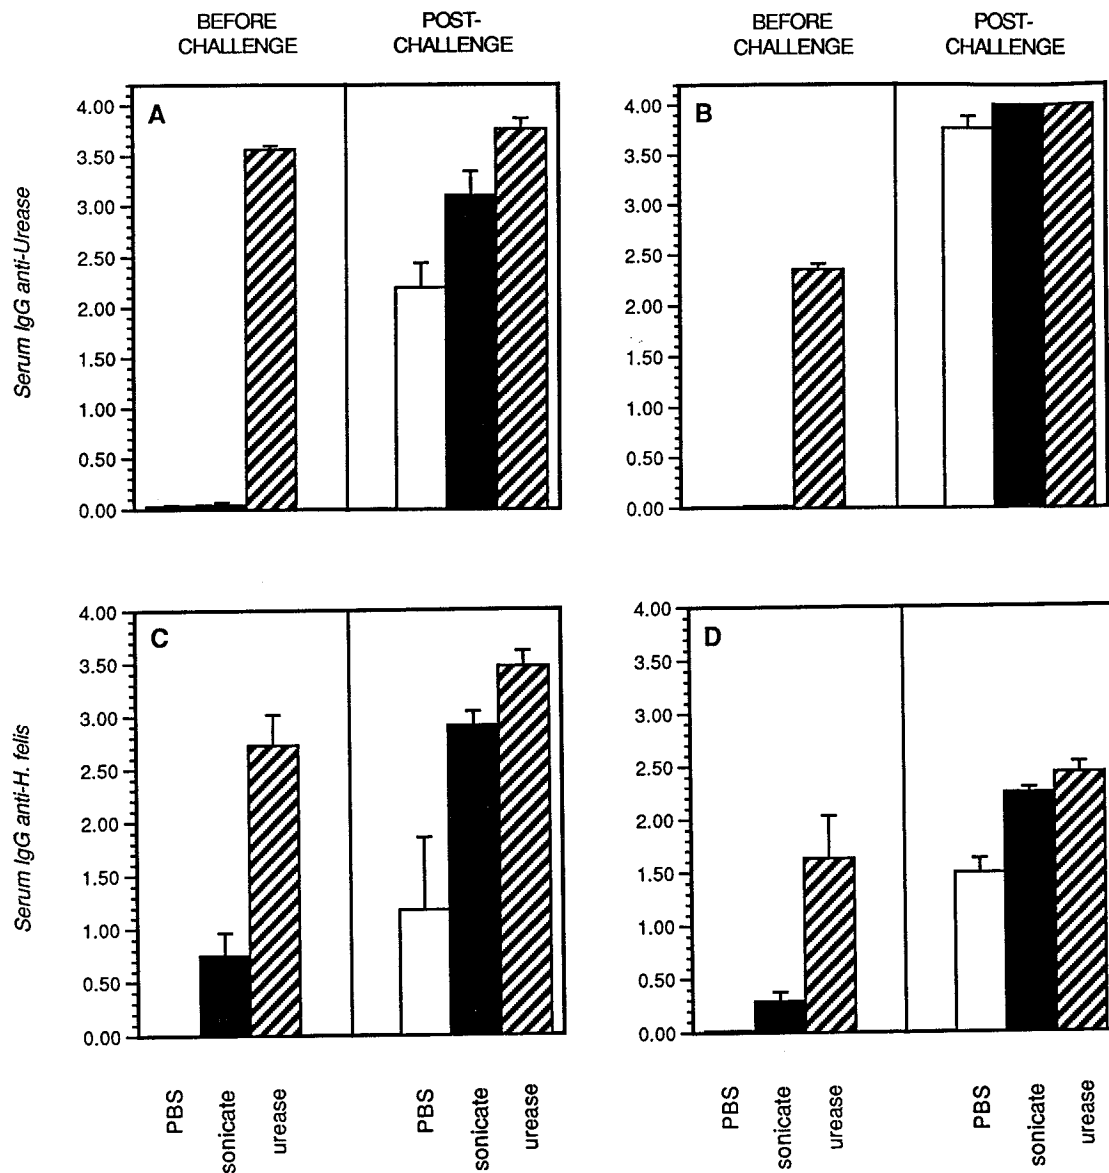 BEFORE
CHALLENGE
POST-
CHALLENGE
BEFORE
CHALLENGE
POST-
CHALLENGE
A
4.00
3.50
3.00
2.50
2.00
1.50
1.00
0.50
0.00
Serum IgG anti-Urease
B
4.00
3.50
3.00
2.50
2.00
1.50
1.00
0.50
0.00
C
4.00
3.50
3.00
2.50
2.00
1.50
1.00
0.50
0.00
Serum IgG anti-H. felis
D
4.00
3.50
3.00
2.50
2.00
1.50
1.00
0.50
0.00
PBS
sonicate
urease
PBS
sonicate
urease
PBS
sonicate
urease
PBS
sonicate
urease